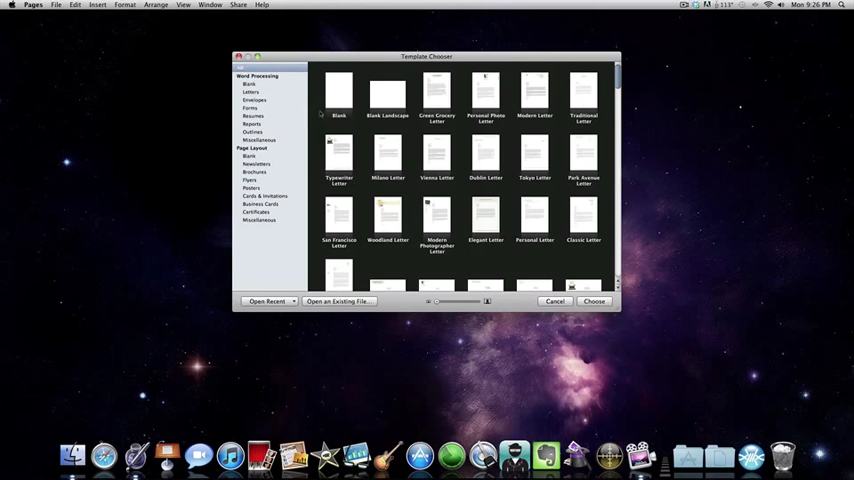 Pages File Edit Insert Format Arrange View Window Share Help
113° Mon 9:26 PM
Template Chooser
All
Word Processing
Blank
Letters
Envelopes
Forms
Resumes
Reports
Outlines
Miscellaneous
Page Layout
Blank
Newsletters
Brochures
Flyers
Posters
Cards & Invitations
Business Cards
Certificates
Miscellaneous
Blank
Blank Landscape
Green Grocery
Letter
Personal Photo
Letter
Modern Letter
Traditional
Letter
Typewriter
Letter
Milano Letter
Vienna Letter
Dublin Letter
Tokyo Letter
Park Avenue
Letter
San Francisco
Letter
Woodland Letter
Modern
Photographer
Letter
Elegant Letter
Personal Letter
Classic Letter
Open Recent
Open an Existing File...
Cancel
Choose